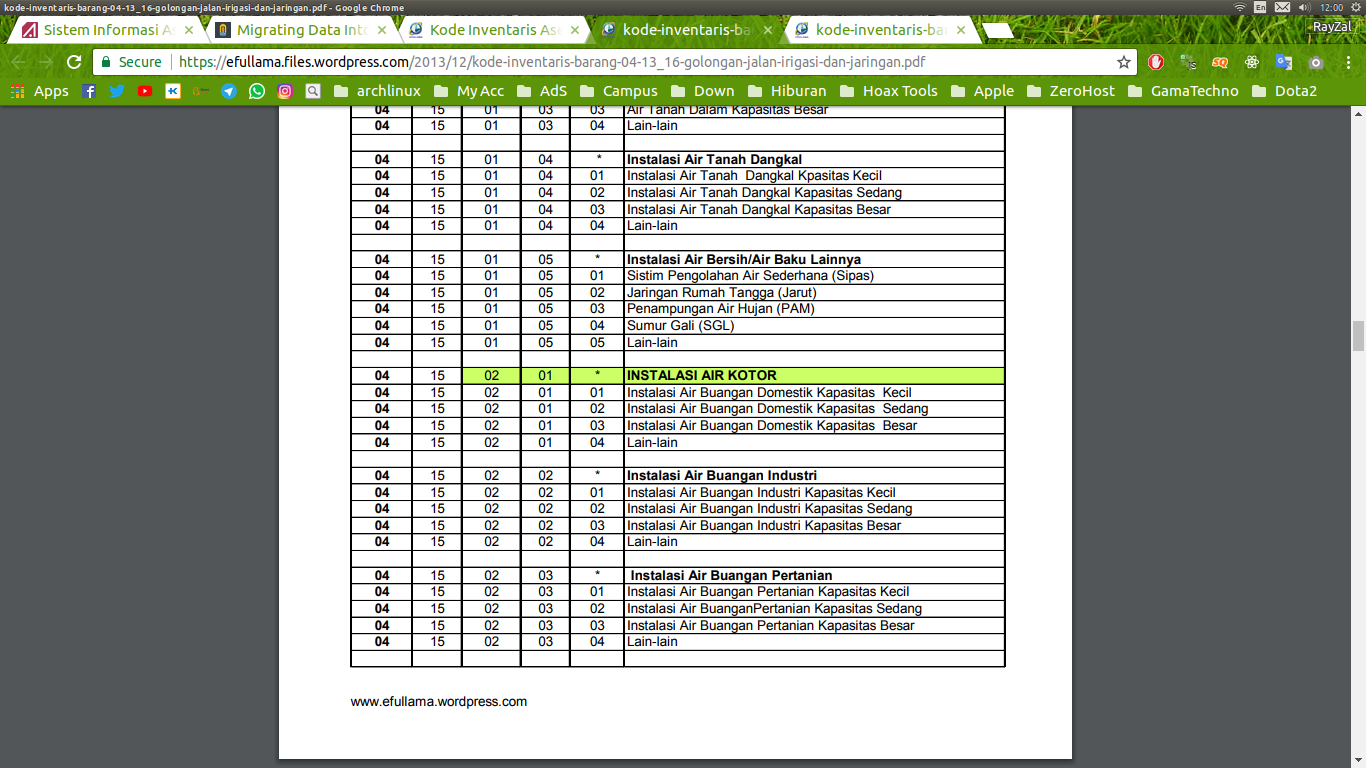 kode-inventaris-barang-04-13_16-golongan-jalan-irigasi-dan-jaringan.pdf - Google Chrome
En 12:00
Sistem Informasi As × Migrating Data Into × Kode Inventaris Ase × kode-inventaris-ba × kode-inventaris-ba × RayZal
Secure https://efullama.files.wordpress.com/2013/12/kode-inventaris-barang-04-13_16-golongan-jalan-irigasi-dan-jaringan.pdf
Apps archlinux My Acc AdS Campus Down Hiburan Hoax Tools Apple ZeroHost GamaTechno Dota2
04 15 01 03 03 Air Tanah Dalam Kapasitas Besar
04 15 01 03 04 Lain-lain
04 15 01 04 * Instalasi Air Tanah Dangkal
04 15 01 04 01 Instalasi Air Tanah Dangkal Kpasitas Kecil
04 15 01 04 02 Instalasi Air Tanah Dangkal Kapasitas Sedang
04 15 01 04 03 Instalasi Air Tanah Dangkal Kapasitas Besar
04 15 01 04 04 Lain-lain
04 15 01 05 * Instalasi Air Bersih/Air Baku Lainnya
04 15 01 05 01 Sistim Pengolahan Air Sederhana (Sipas)
04 15 01 05 02 Jaringan Rumah Tangga (Jarut)
04 15 01 05 03 Penampungan Air Hujan (PAM)
04 15 01 05 04 Sumur Gali (SGL)
04 15 01 05 05 Lain-lain
04 15 02 01 * INSTALASI AIR KOTOR
04 15 02 01 01 Instalasi Air Buangan Domestik Kapasitas Kecil
04 15 02 01 02 Instalasi Air Buangan Domestik Kapasitas Sedang
04 15 02 01 03 Instalasi Air Buangan Domestik Kapasitas Besar
04 15 02 01 04 Lain-lain
04 15 02 02 * Instalasi Air Buangan Industri
04 15 02 02 01 Instalasi Air Buangan Industri Kapasitas Kecil
04 15 02 02 02 Instalasi Air Buangan Industri Kapasitas Sedang
04 15 02 02 03 Instalasi Air Buangan Industri Kapasitas Besar
04 15 02 02 04 Lain-lain
04 15 02 03 * Instalasi Air Buangan Pertanian
04 15 02 03 01 Instalasi Air Buangan Pertanian Kapasitas Kecil
04 15 02 03 02 Instalasi Air BuanganPertanian Kapasitas Sedang
04 15 02 03 03 Instalasi Air Buangan Pertanian Kapasitas Besar
04 15 02 03 04 Lain-lain
www.efullama.wordpress.com